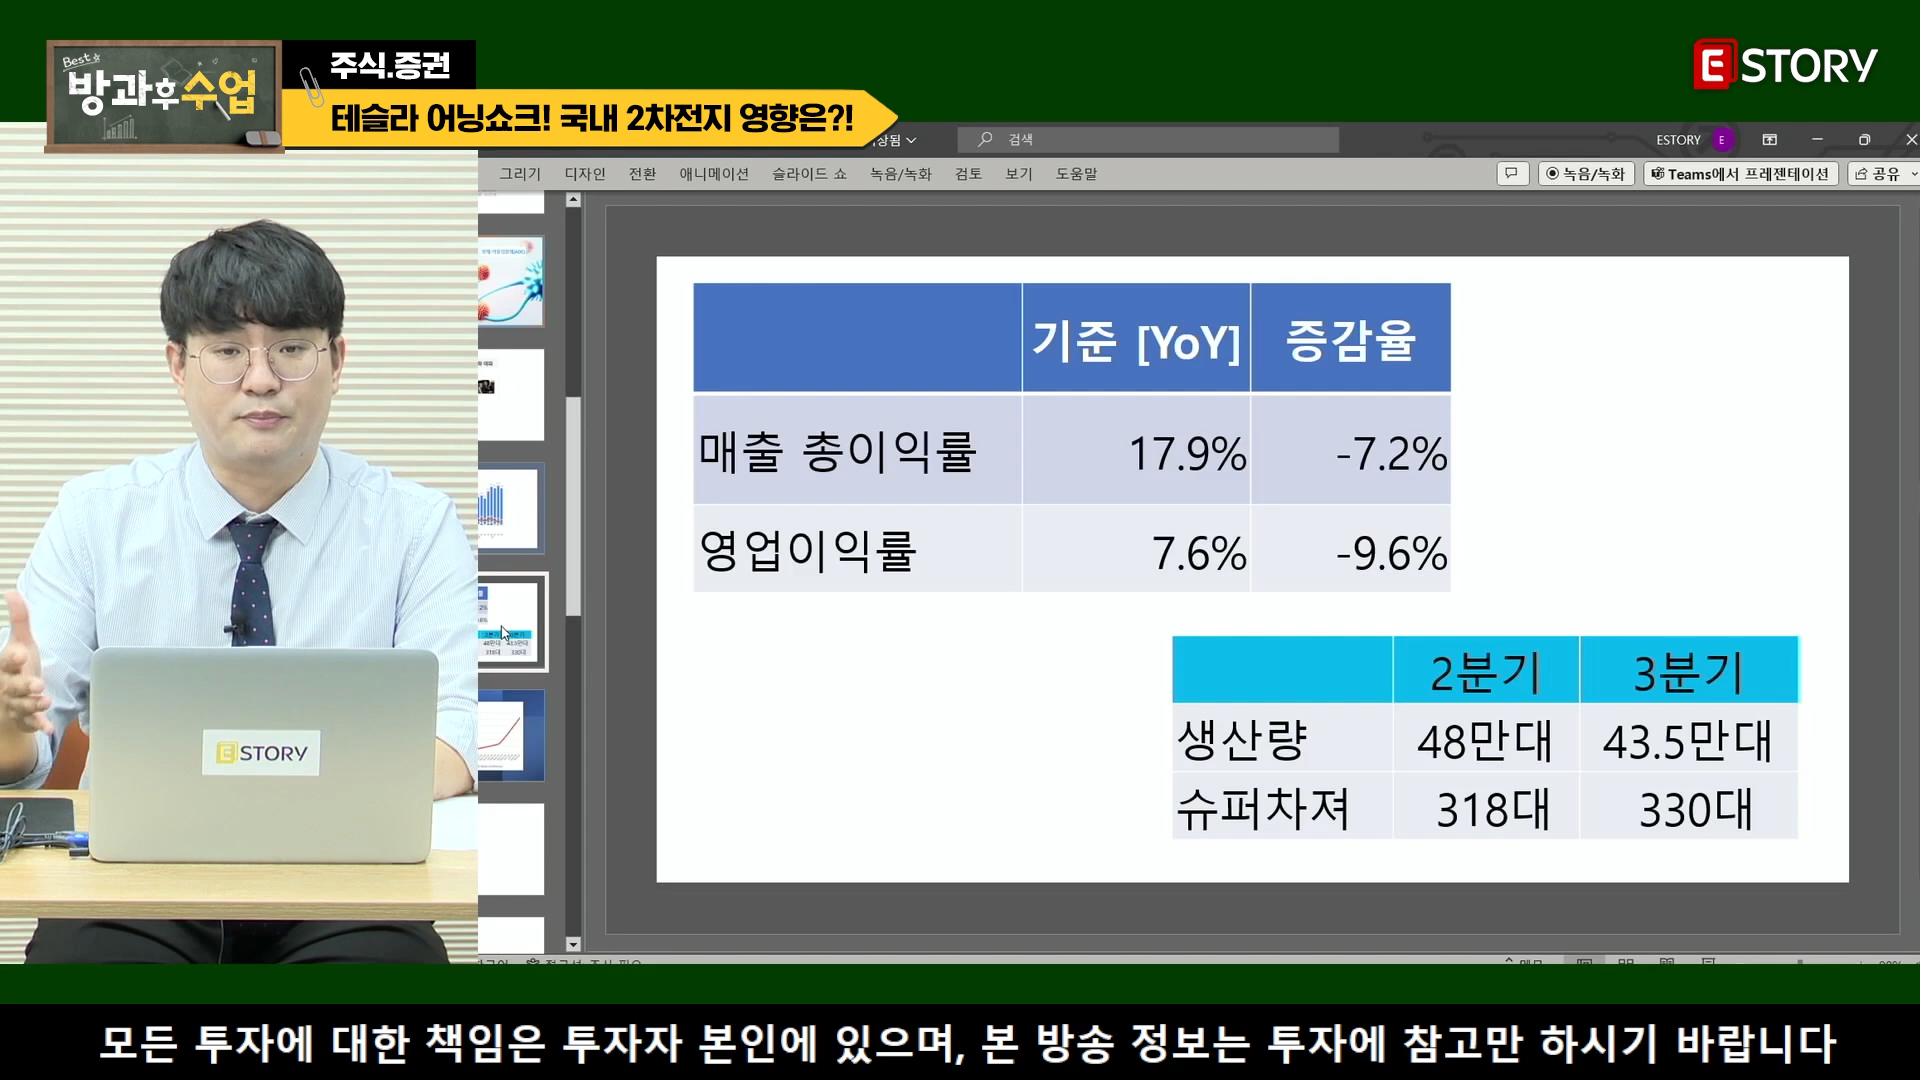 Best
방과후수업
주식.증권
테슬라 어닝쇼크! 국내 2차전지 영향은?!
E STORY
검색
ESTORY
E
그리기 디자인 전환 애니메이션 슬라이드 쇼 녹음/녹화 검토 보기 도움말
녹음/녹화
Teams에서 프레젠테이션
공유
기준 [YoY] 증감율
매출 총이익률 17.9% -7.2%
영업이익률 7.6% -9.6%
2분기 3분기
생산량 48만대 43.5만대
슈퍼차져 318대 330대
E STORY
모든 투자에 대한 책임은 투자자 본인에 있으며, 본 방송 정보는 투자에 참고만 하시기 바랍니다